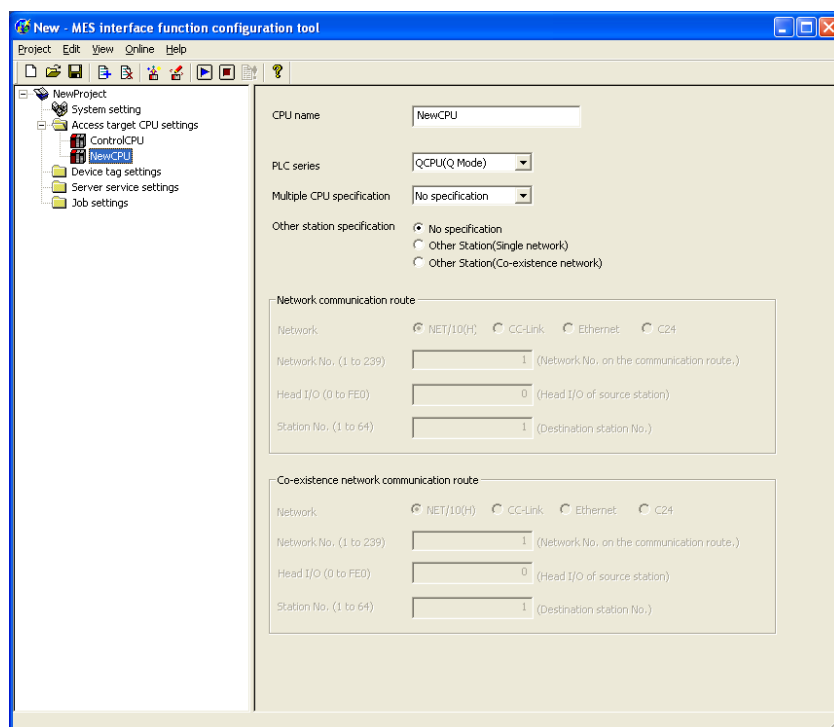 New - MES interface function configuration tool
Project Edit View Online Help
NewProject
System setting
Access target CPU settings
ControlCPU
NewCPU
Device tag settings
Server service settings
Job settings
CPU name NewCPU
PLC series QCPU(Q Mode)
Multiple CPU specification No specification
Other station specification No specification
Other Station(Single network)
Other Station(Co-existence network)
Network communication route
Network NET/10(H) CC-Link Ethernet C24
Network No. (1 to 239) 1 (Network No. on the communication route.)
Head I/O (0 to FE0) 0 (Head I/O of source station)
Station No. (1 to 64) 1 (Destination station No.)
Co-existence network communication route
Network NET/10(H) CC-Link Ethernet C24
Network No. (1 to 239) 1 (Network No. on the communication route.)
Head I/O (0 to FE0) 0 (Head I/O of source station)
Station No. (1 to 64) 1 (Destination station No.)